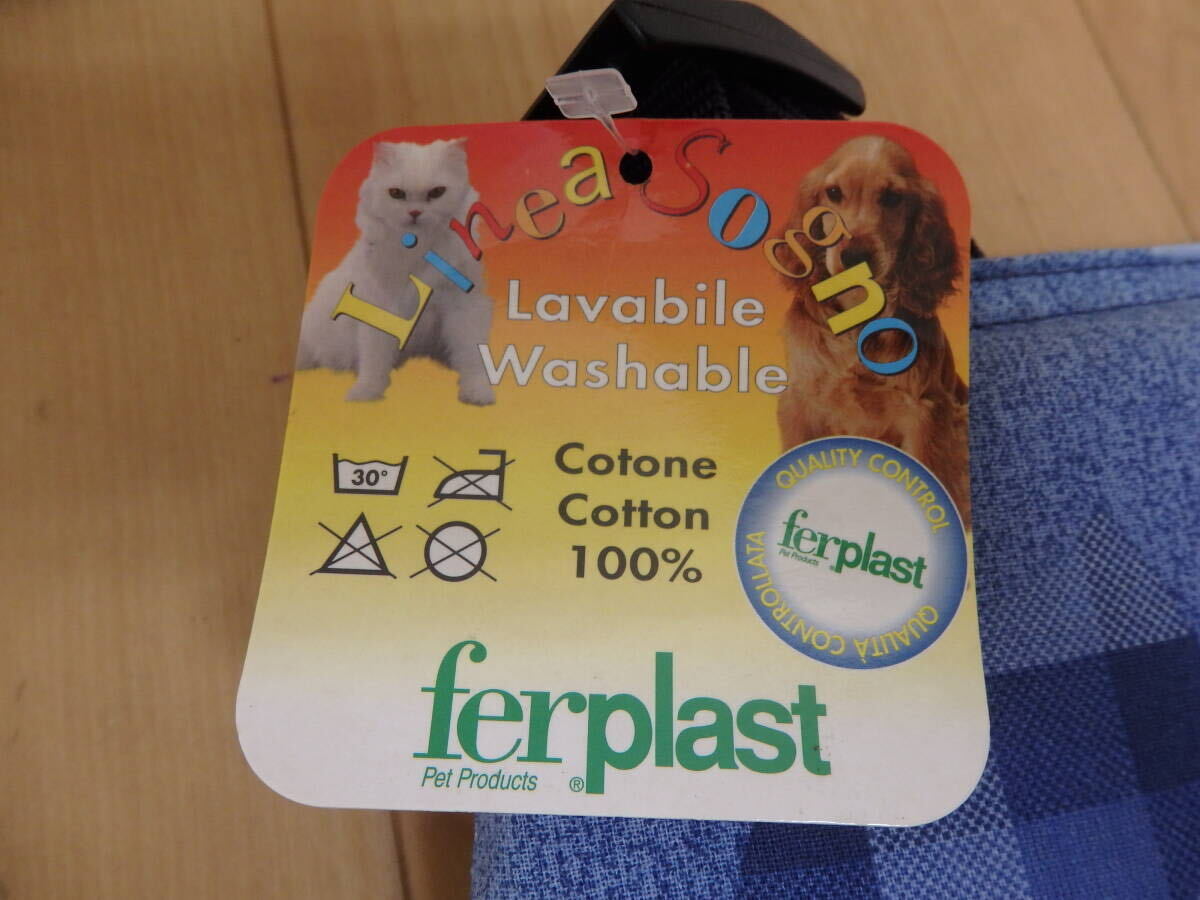 Linea Sogno
Lavabile
Washable
30°
Cotone
Cotton
100%
QUALITY CONTROL
ferplast
Pet Products ®
QUALITÀ CONTROLLATA
ferplast
Pet Products ®